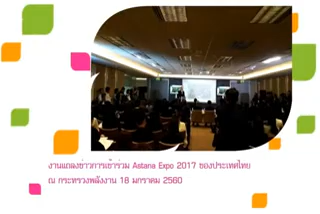 งานแถลงข่าวการเข้าร่วม Astana Expo 2017 ของประเทศไทย
ณ กระทรวงพลังงาน 18 มกราคม 2560